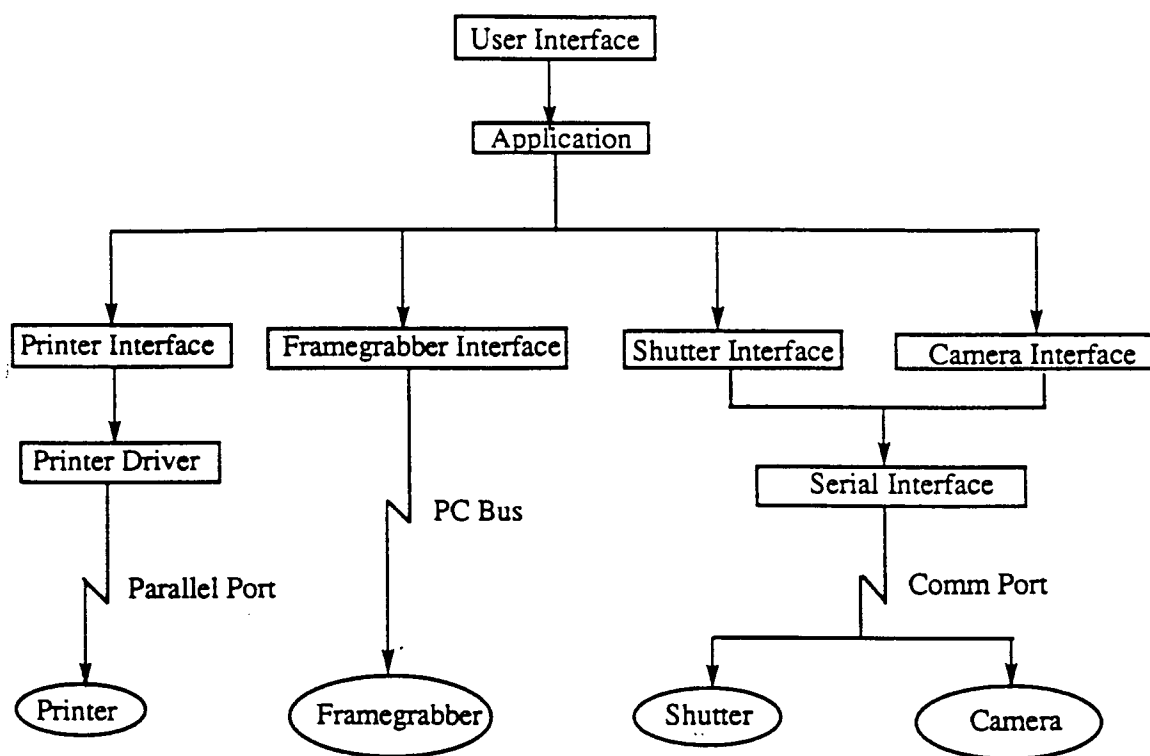 User Interface
Application
Printer Interface
Framegrabber Interface
Shutter Interface
Camera Interface
Printer Driver
Serial Interface
PC Bus
Parallel Port
Comm Port
Printer
Framegrabber
Shutter
Camera